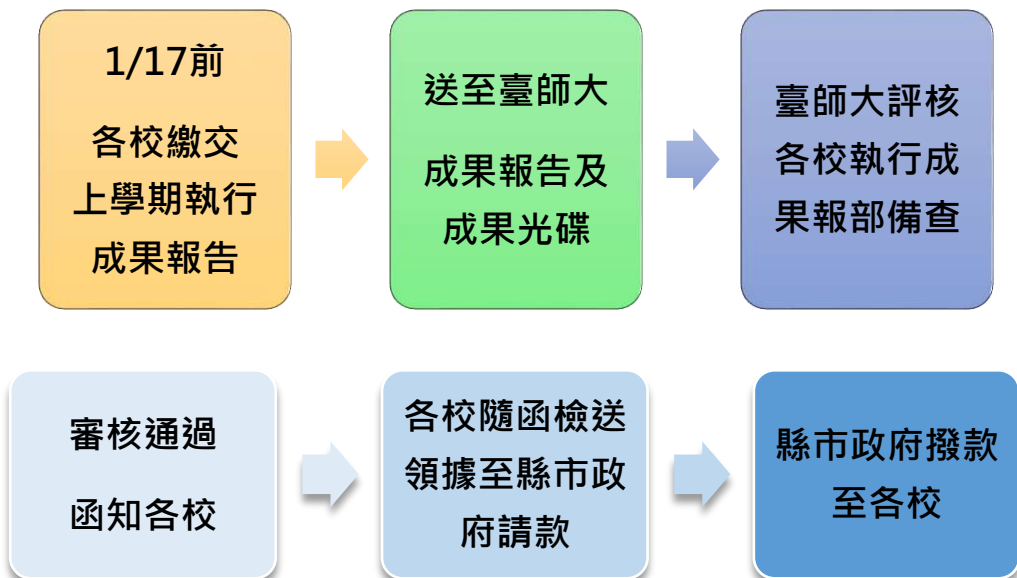 1/17前
各校繳交
上學期執行
成果報告
送至臺師大
成果報告及
成果光碟
臺師大評核
各校執行成
果報部備查
審核通過
函知各校
各校隨函檢送
領據至縣市政
府請款
縣市政府撥款
至各校